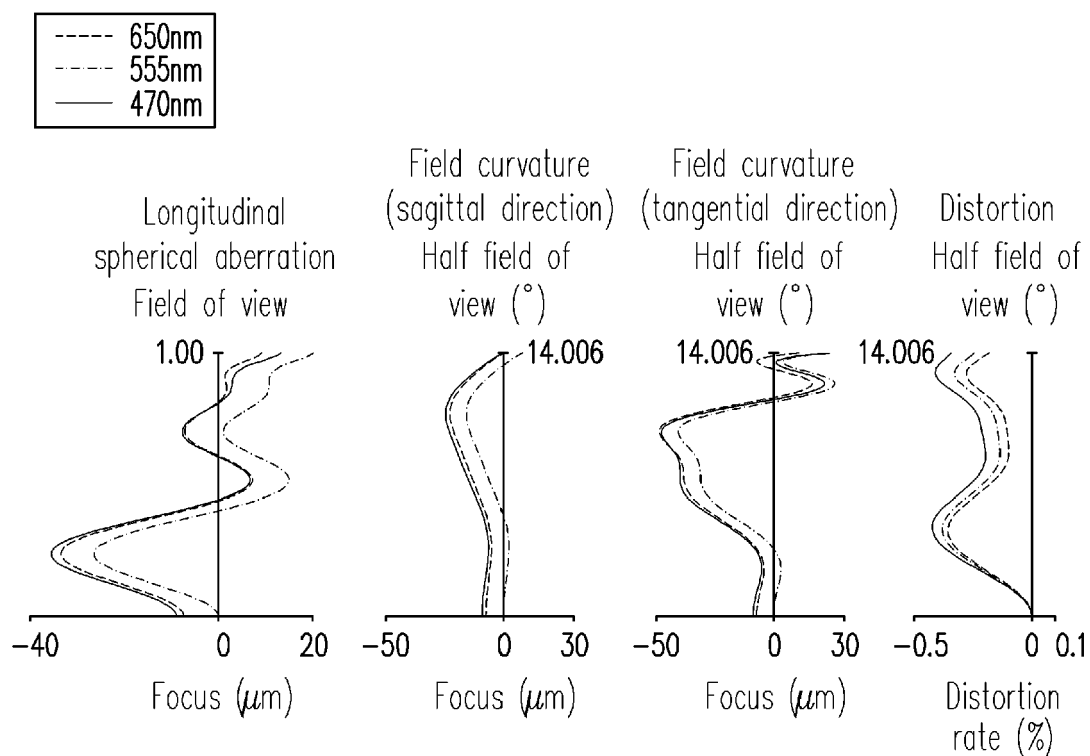 650nm
555nm
470nm
Longitudinal
spherical aberration
Field of view
1.00
−40 0 20
Focus (μm)
Field curvature
(sagittal direction)
Half field of
view (°)
14.006
−50 0 30
Focus (μm)
Field curvature
(tangential direction)
Half field of
view (°)
14.006
−50 0 30
Focus (μm)
Distortion
Half field of
view (°)
14.006
−0.5 0 0.1
Distortion
rate (%)